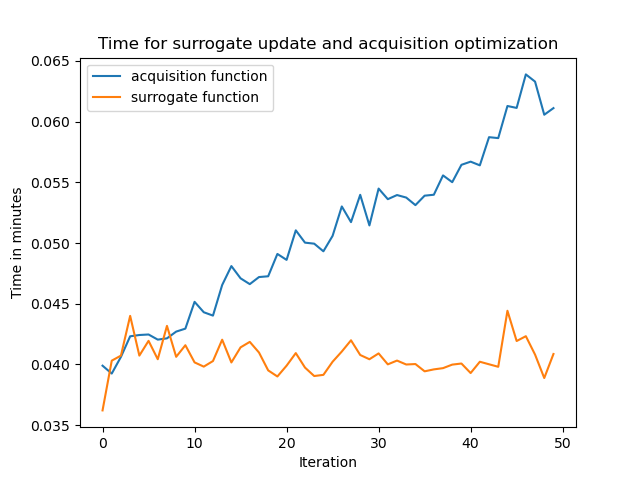 Time for surrogate update and acquisition optimization
acquisition function
surrogate function
Time in minutes
0.065
0.060
0.055
0.050
0.045
0.040
0.035
0 10 20 30 40 50
Iteration